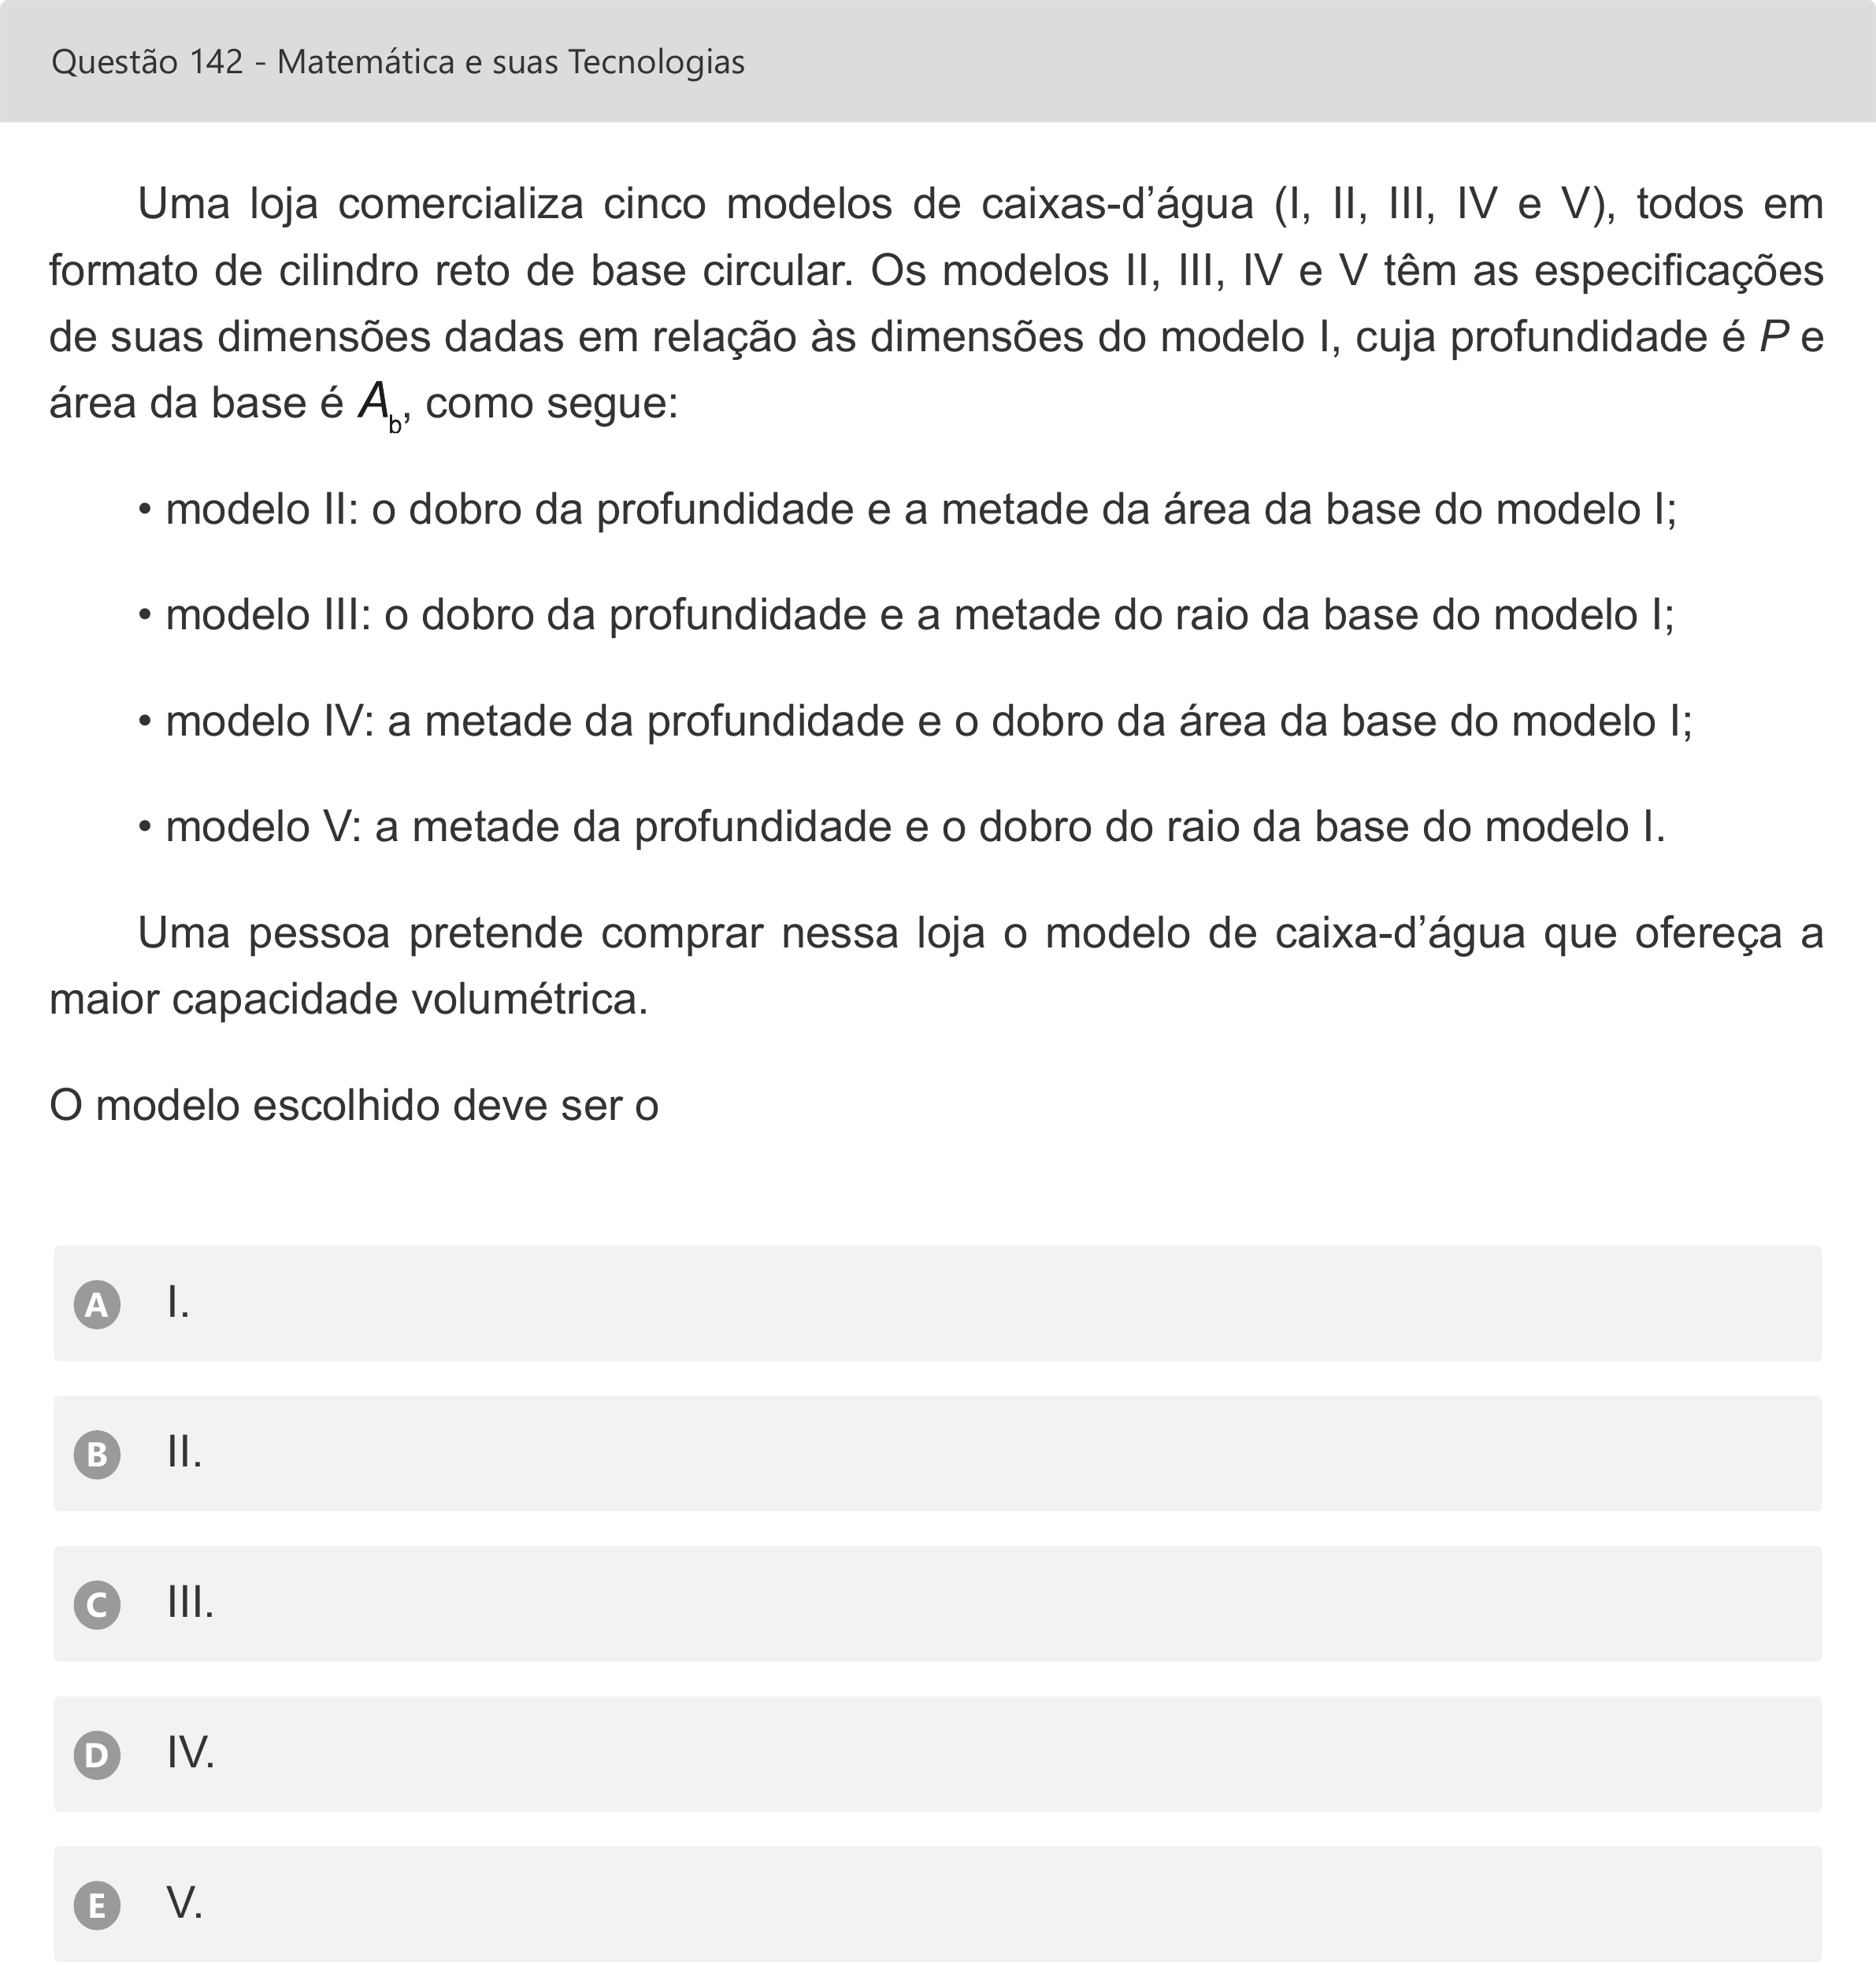 Questão 142 - Matemática e suas Tecnologias
Uma loja comercializa cinco modelos de caixas-d’água (I, II, III, IV e V), todos em
formato de cilindro reto de base circular. Os modelos II, III, IV e V têm as especificações
de suas dimensões dadas em relação às dimensões do modelo I, cuja profundidade é P e
área da base é Ab, como segue:
• modelo II: o dobro da profundidade e a metade da área da base do modelo I;
• modelo III: o dobro da profundidade e a metade do raio da base do modelo I;
• modelo IV: a metade da profundidade e o dobro da área da base do modelo I;
• modelo V: a metade da profundidade e o dobro do raio da base do modelo I.
Uma pessoa pretende comprar nessa loja o modelo de caixa-d’água que ofereça a
maior capacidade volumétrica.
O modelo escolhido deve ser o
A I.
B II.
C III.
D IV.
E V.